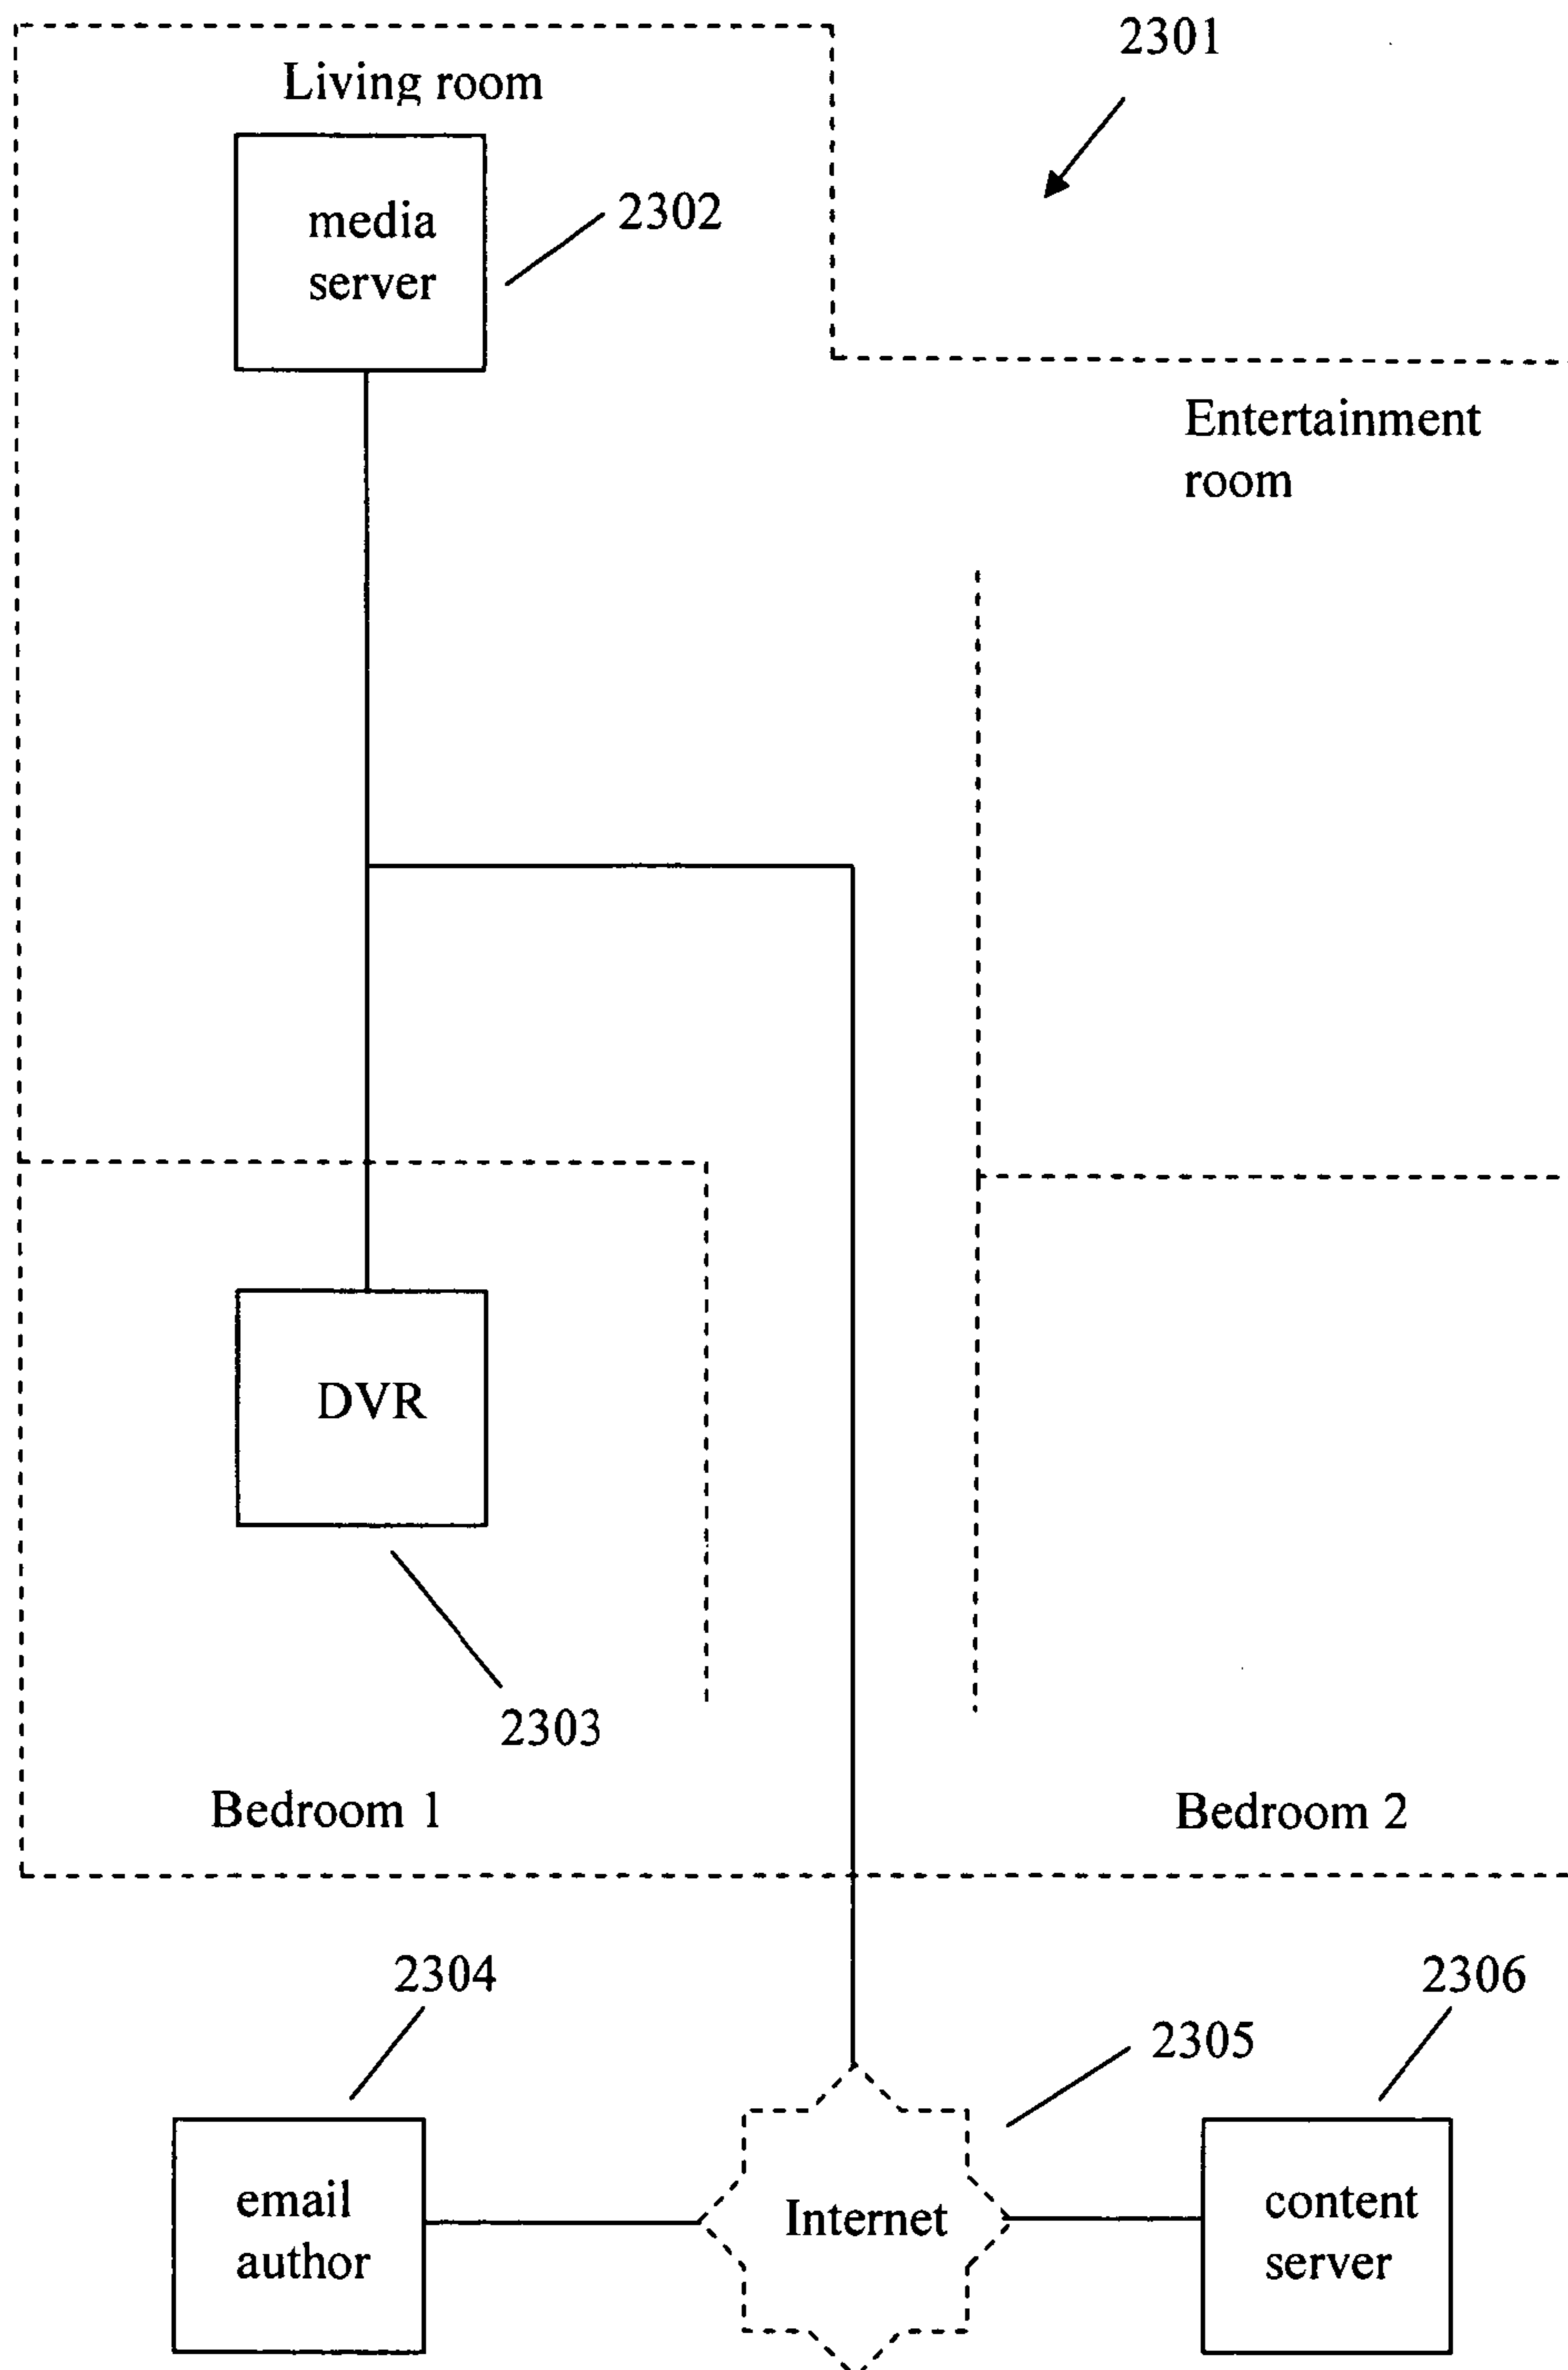 2301
Living room
media
server
2302
Entertainment
room
DVR
2303
Bedroom 1
Bedroom 2
2304
2306
2305
email
author
Internet
content
server